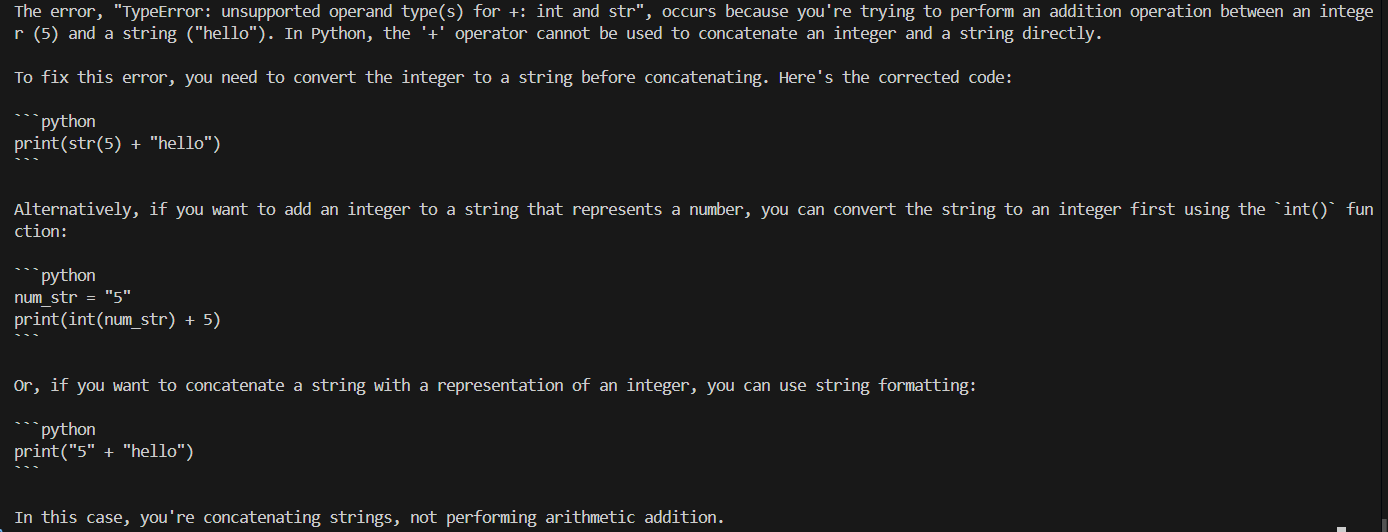 The error, "TypeError: unsupported operand type(s) for +: int and str", occurs because you're trying to perform an addition operation between an intege
r (5) and a string ("hello"). In Python, the '+' operator cannot be used to concatenate an integer and a string directly.
To fix this error, you need to convert the integer to a string before concatenating. Here's the corrected code:
```python
print(str(5) + "hello")
```
Alternatively, if you want to add an integer to a string that represents a number, you can convert the string to an integer first using the `int()` fun
ction:
```python
num_str = "5"
print(int(num_str) + 5)
```
Or, if you want to concatenate a string with a representation of an integer, you can use string formatting:
```python
print("5" + "hello")
```
In this case, you're concatenating strings, not performing arithmetic addition.